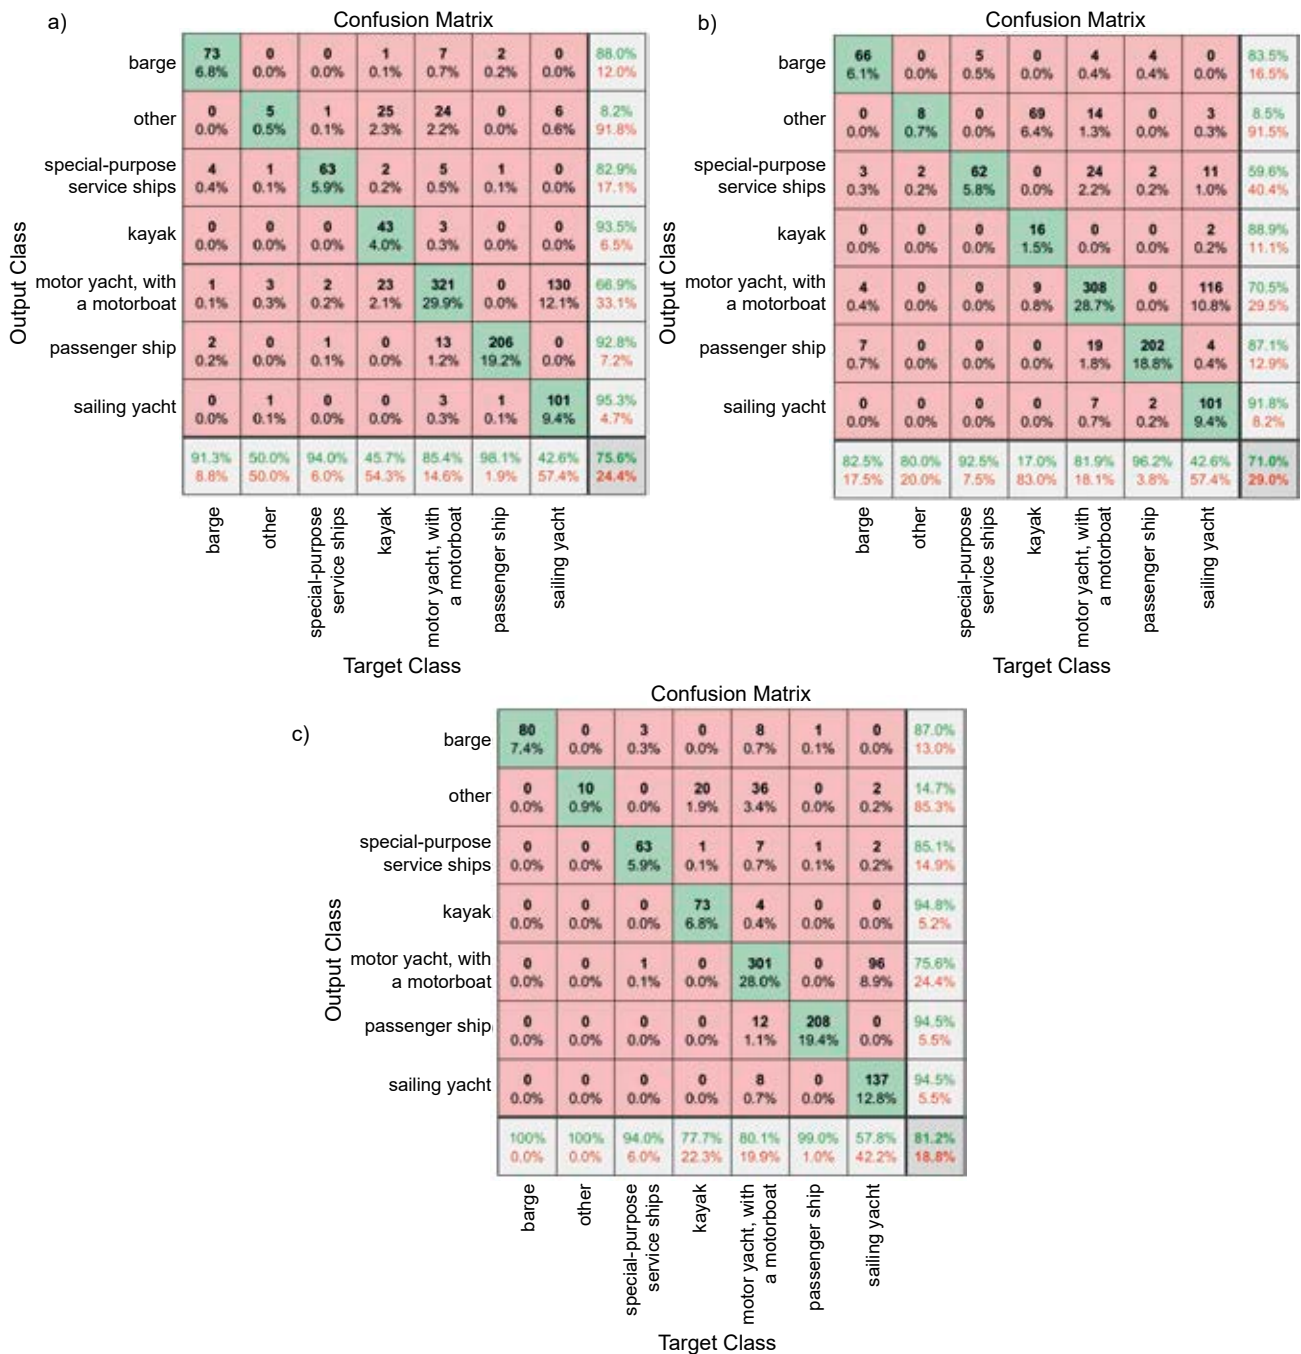 a)
Confusion Matrix
barge
73 0 0 1 7 2 0 88.0%
6.8% 0.0% 0.0% 0.1% 0.7% 0.2% 0.0% 12.0%
other
0 5 1 25 24 0 6 8.2%
0.0% 0.5% 0.1% 2.3% 2.2% 0.0% 0.6% 91.8%
special-purpose
service ships
4 1 63 2 5 1 0 82.9%
0.4% 0.1% 5.9% 0.2% 0.5% 0.1% 0.0% 17.1%
kayak
0 0 0 43 3 0 0 93.5%
0.0% 0.0% 0.0% 4.0% 0.3% 0.0% 0.0% 6.5%
motor yacht, with
a motorboat
1 3 2 23 321 0 130 66.9%
0.1% 0.3% 0.2% 2.1% 29.9% 0.0% 12.1% 33.1%
passenger ship
2 0 1 0 13 206 0 92.8%
0.2% 0.0% 0.1% 0.0% 1.2% 19.2% 0.0% 7.2%
sailing yacht
0 1 0 0 3 1 101 95.3%
0.0% 0.1% 0.0% 0.0% 0.3% 0.1% 9.4% 4.7%
91.3% 50.0% 94.0% 45.7% 85.4% 98.1% 42.6% 75.6%
8.8% 50.0% 6.0% 54.3% 14.6% 1.9% 57.4% 24.4%
Output Class
barge
other
special-purpose
service ships
kayak
motor yacht, with
a motorboat
passenger ship
sailing yacht
Target Class
b)
Confusion Matrix
barge
66 0 5 0 4 4 0 83.5%
6.1% 0.0% 0.5% 0.0% 0.4% 0.4% 0.0% 16.5%
other
0 8 0 69 14 0 3 8.5%
0.0% 0.7% 0.0% 6.4% 1.3% 0.0% 0.3% 91.5%
special-purpose
service ships
3 2 62 0 24 2 11 59.6%
0.3% 0.2% 5.8% 0.0% 2.2% 0.2% 1.0% 40.4%
kayak
0 0 0 16 0 0 2 88.9%
0.0% 0.0% 0.0% 1.5% 0.0% 0.0% 0.2% 11.1%
motor yacht, with
a motorboat
4 0 0 9 308 0 116 70.5%
0.4% 0.0% 0.0% 0.8% 28.7% 0.0% 10.8% 29.5%
passenger ship
7 0 0 0 19 202 4 87.1%
0.7% 0.0% 0.0% 0.0% 1.8% 18.8% 0.4% 12.9%
sailing yacht
0 0 0 0 7 2 101 91.8%
0.0% 0.0% 0.0% 0.0% 0.7% 0.2% 9.4% 8.2%
82.5% 80.0% 92.5% 17.0% 81.9% 96.2% 42.6% 71.0%
17.5% 20.0% 7.5% 83.0% 18.1% 3.8% 57.4% 29.0%
Output Class
barge
other
special-purpose
service ships
kayak
motor yacht, with
a motorboat
passenger ship
sailing yacht
Target Class
c)
Confusion Matrix
barge
80 0 3 0 8 1 0 87.0%
7.4% 0.0% 0.3% 0.0% 0.7% 0.1% 0.0% 13.0%
other
0 10 0 20 36 0 2 14.7%
0.0% 0.9% 0.0% 1.9% 3.4% 0.0% 0.2% 85.3%
special-purpose
service ships
0 0 63 1 7 1 2 85.1%
0.0% 0.0% 5.9% 0.1% 0.7% 0.1% 0.2% 14.9%
kayak
0 0 0 73 4 0 0 94.8%
0.0% 0.0% 0.0% 6.8% 0.4% 0.0% 0.0% 5.2%
motor yacht, with
a motorboat
0 0 1 0 301 0 96 75.6%
0.0% 0.0% 0.1% 0.0% 28.0% 0.0% 8.9% 24.4%
passenger ship
0 0 0 0 12 208 0 94.5%
0.0% 0.0% 0.0% 0.0% 1.1% 19.4% 0.0% 5.5%
sailing yacht
0 0 0 0 8 0 137 94.5%
0.0% 0.0% 0.0% 0.0% 0.7% 0.0% 12.8% 5.5%
100% 100% 94.0% 77.7% 80.1% 99.0% 57.8% 81.2%
0.0% 0.0% 6.0% 22.3% 19.9% 1.0% 42.2% 18.8%
Output Class
barge
other
special-purpose
service ships
kayak
motor yacht, with
a motorboat
passenger ship
sailing yacht
Target Class